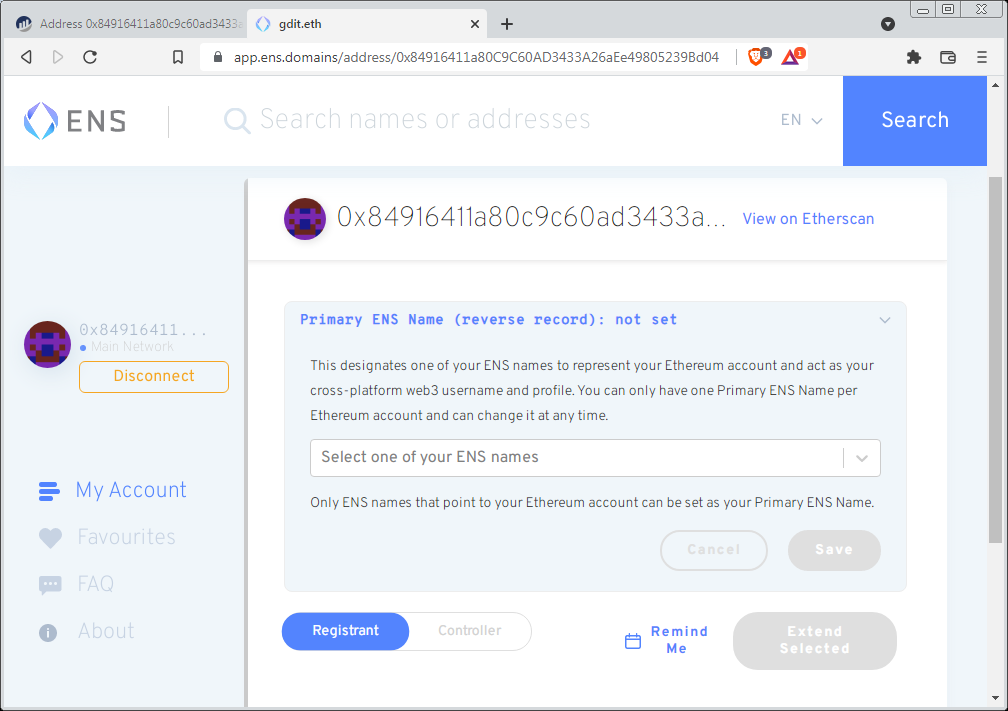 Address 0x84916411a80c9c60ad3433a
gdit.eth
app.ens.domains/address/0x84916411a80C9C60AD3433A26aEe49805239Bd04
3
1
ENS
Search names or addresses
EN
Search
0x84916411a80c9c60ad3433a...
View on Etherscan
0x84916411...
Main Network
Disconnect
My Account
Favourites
FAQ
About
Primary ENS Name (reverse record): not set
This designates one of your ENS names to represent your Ethereum account and act as your
cross-platform web3 username and profile. You can only have one Primary ENS Name per
Ethereum account and can change it at any time.
Select one of your ENS names
Only ENS names that point to your Ethereum account can be set as your Primary ENS Name.
Cancel
Save
Registrant
Controller
Remind
Me
Extend
Selected